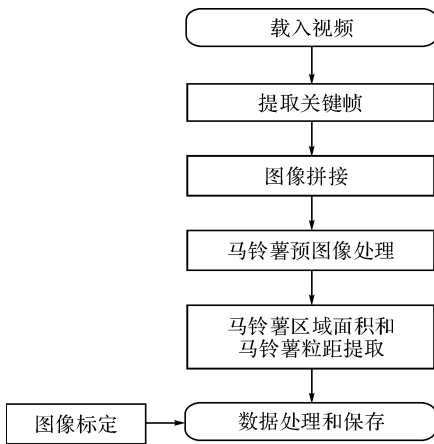 载入视频
提取关键帧
图像拼接
马铃薯预图像处理
马铃薯区域面积和
马铃薯粒距提取
图像标定
数据处理和保存